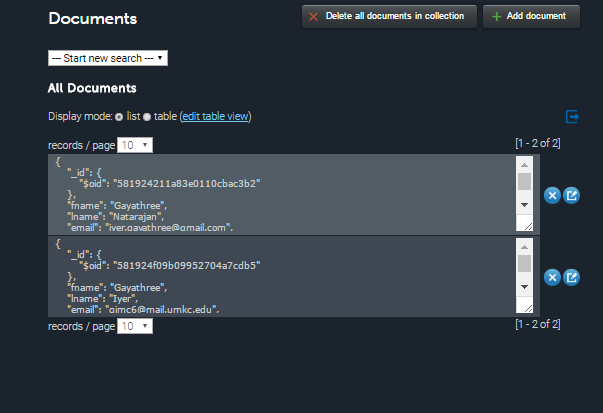 Documents
Delete all documents in collection
Add document
--- Start new search ---
All Documents
Display mode: list table (edit table view)
records / page 10 [1 - 2 of 2]
{
"_id": {
"$oid": "581924211a83e0110cbac3b2"
},
"fname": "Gayathree",
"lname": "Natarajan",
"email": "iyer.gayathree@gmail.com",
{
"_id": {
"$oid": "581924f09b09952704a7cdb5"
},
"fname": "Gayathree",
"lname": "Iyer",
"email": "gimc6@mail.umkc.edu",
records / page 10 [1 - 2 of 2]